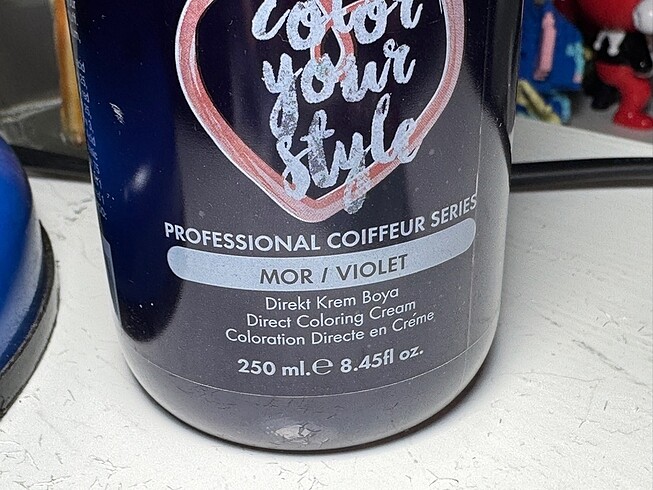 color
your
style
PROFESSIONAL COIFFEUR SERIES
MOR / VIOLET
Direkt Krem Boya
Direct Coloring Cream
Coloration Directe en Créme
250 ml.℮ 8.45fl oz.